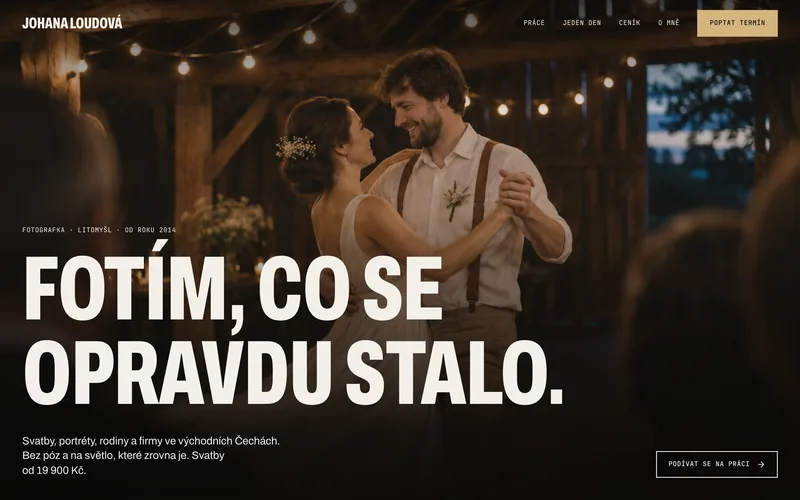 JOHANA LOUDOVÁ
PRÁCE
JEDEN DEN
CENÍK
O MNĚ
POPTAT TERMÍN
FOTOGRAFKA · LITOMYŠL · OD ROKU 2014
FOTÍM, CO SE
OPRAVDU STALO.
Svatby, portréty, rodiny a firmy ve východních Čechách.
Bez póz a na světlo, které zrovna je. Svatby
od 19 900 Kč.
PODÍVAT SE NA PRÁCI →